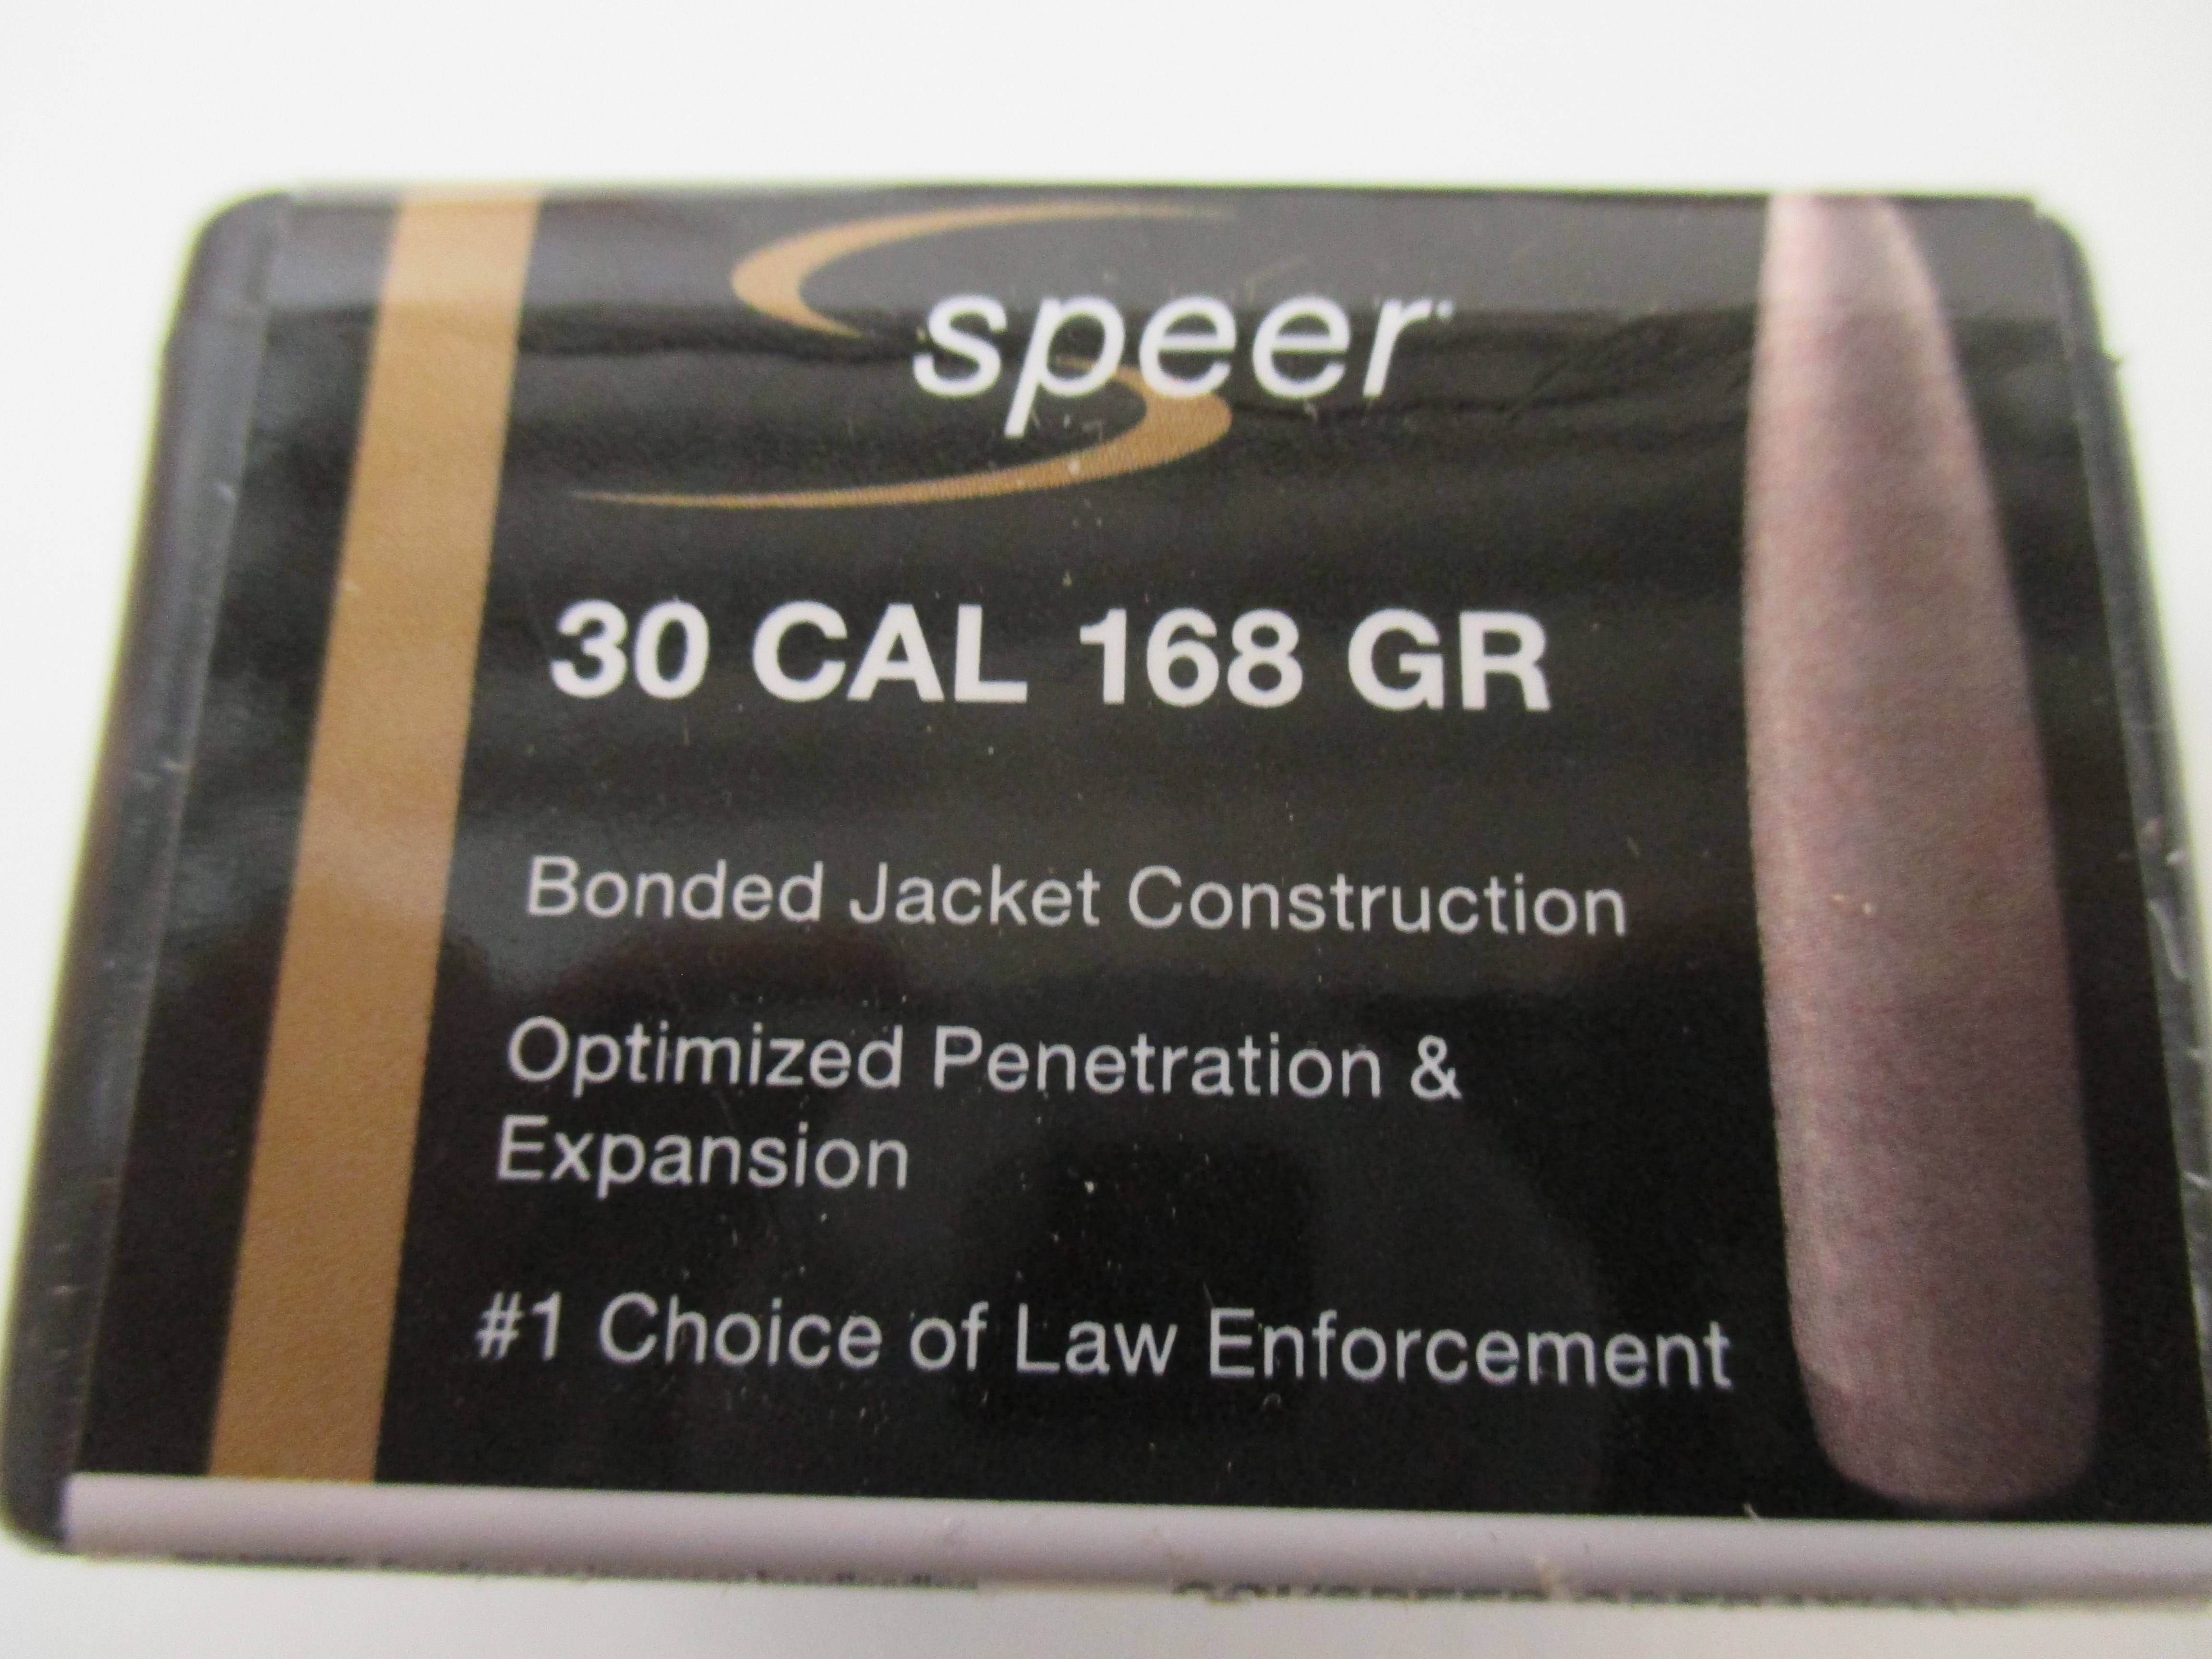 speer
30 CAL 168 GR
Bonded Jacket Construction
Optimized Penetration &
Expansion
#1 Choice of Law Enforcement